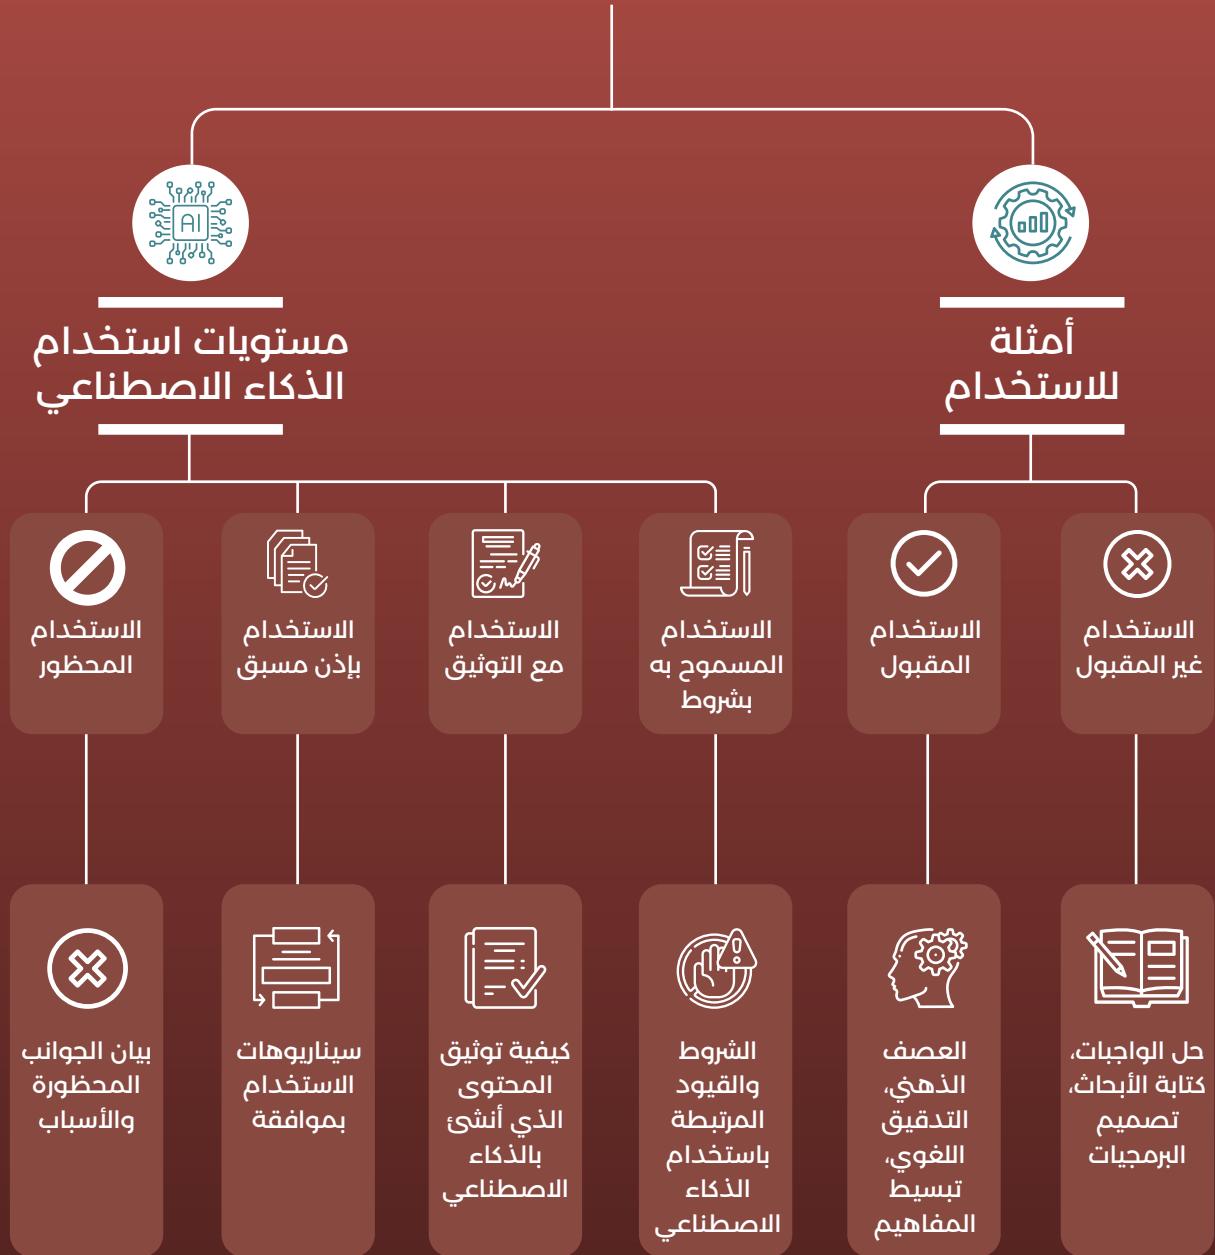 أمثلة
للاستخدام
مستويات استخدام
الذكاء الاصطناعي
AI
الاستخدام
غير المقبول
الاستخدام
المقبول
الاستخدام
المسموح به
بشروط
الاستخدام
مع التوثيق
الاستخدام
بإذن مسبق
الاستخدام
المحظور
حل الواجبات،
كتابة الأبحاث،
تصميم
البرمجيات
العصف
الذهني،
التدقيق
اللغوي،
تبسيط
المفاهيم
الشروط
والقيود
المرتبطة
باستخدام
الذكاء
الاصطناعي
كيفية توثيق
المحتوى
الذي أنشئ
بالذكاء
الاصطناعي
سيناريوهات
الاستخدام
بموافقة
بيان الجوانب
المحظورة
والأسباب